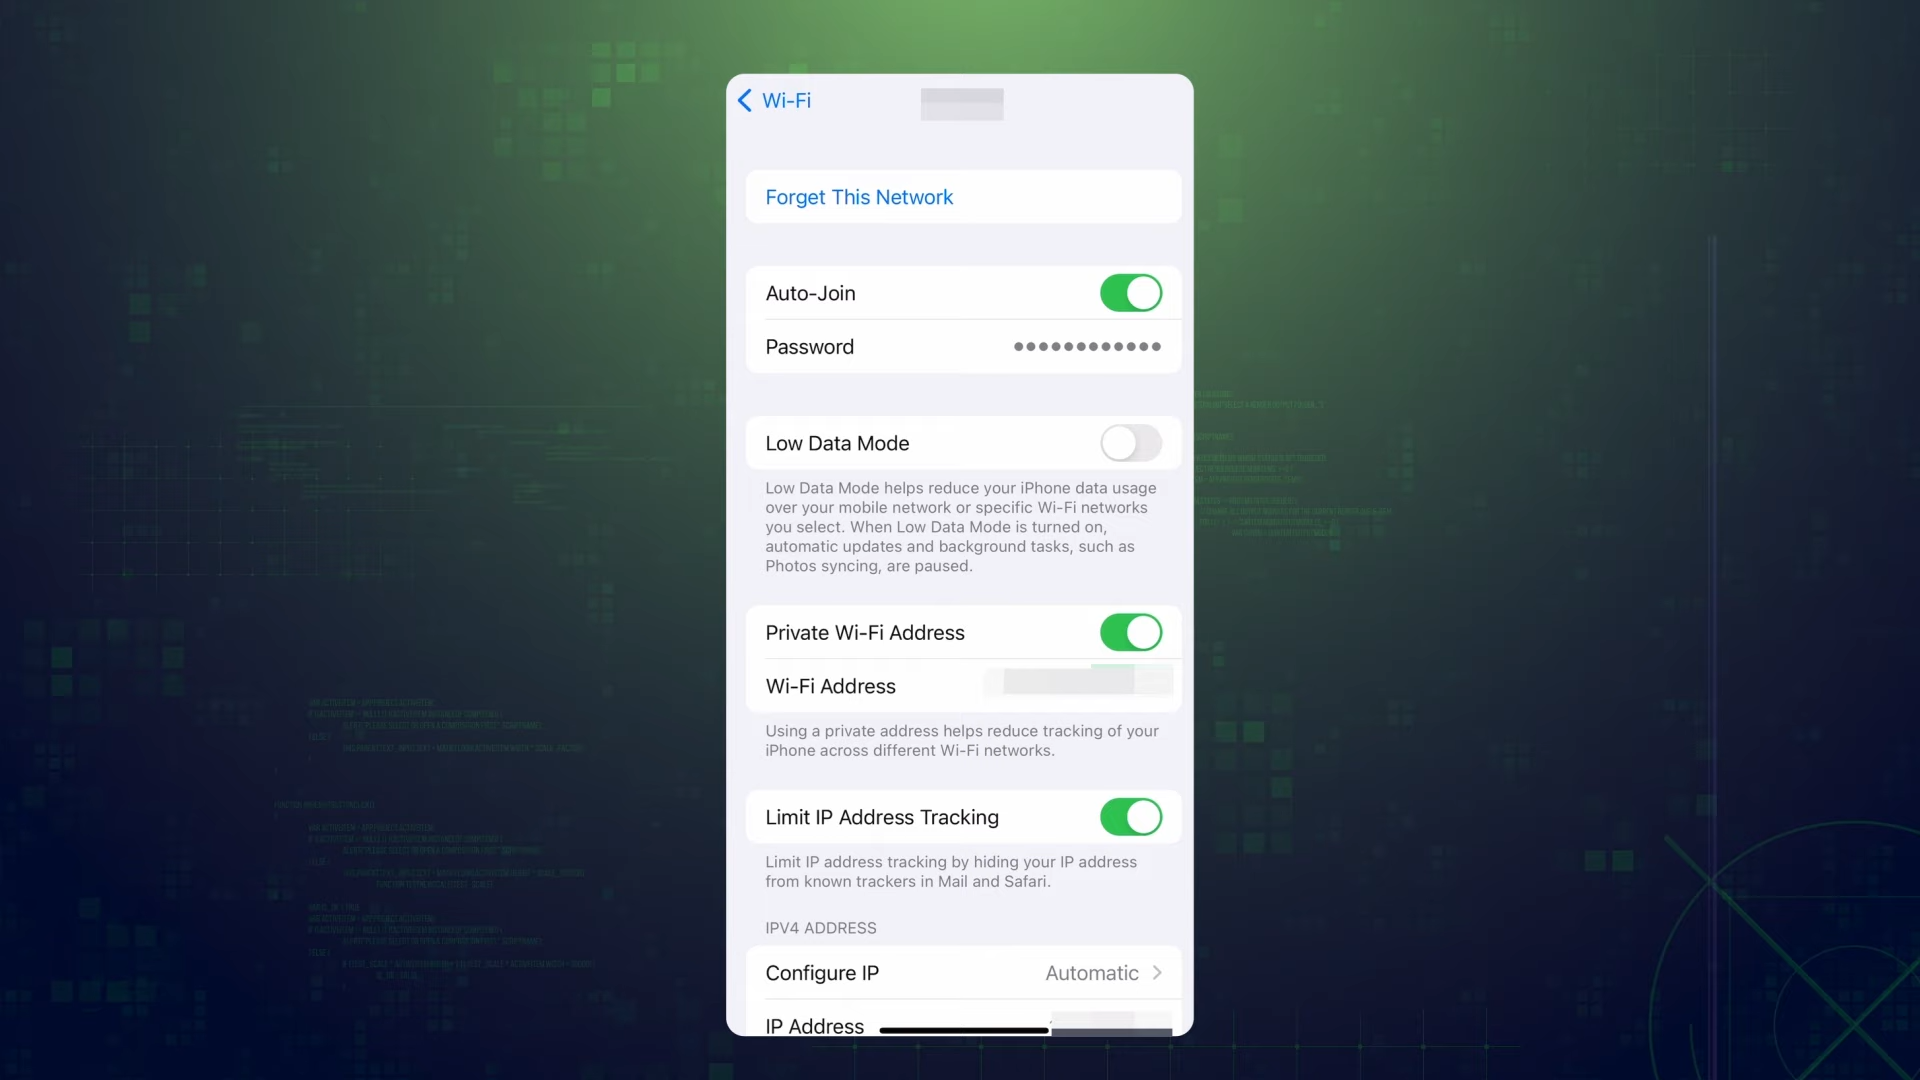 Wi-Fi
Forget This Network
Auto-Join
Password ●●●●●●●●●●●●
Low Data Mode
Low Data Mode helps reduce your iPhone data usage
over your mobile network or specific Wi-Fi networks
you select. When Low Data Mode is turned on,
automatic updates and background tasks, such as
Photos syncing, are paused.
Private Wi-Fi Address
Wi-Fi Address
Using a private address helps reduce tracking of your
iPhone across different Wi-Fi networks.
Limit IP Address Tracking
Limit IP address tracking by hiding your IP address
from known trackers in Mail and Safari.
IPV4 ADDRESS
Configure IP Automatic
IP Address